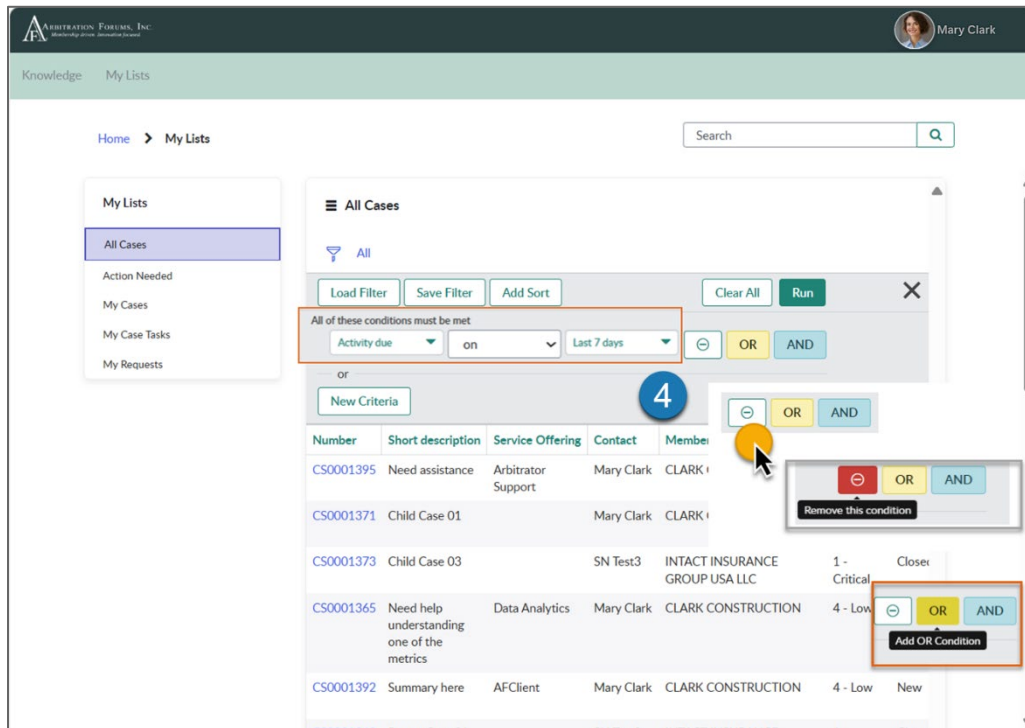 ARBITRATION FORUMS, INC.
Membership driven. Innovation focused.
Mary Clark
Knowledge My Lists
Home > My Lists
Search
My Lists
All Cases
Action Needed
My Cases
My Case Tasks
My Requests
All Cases
All
Load Filter Save Filter Add Sort Clear All Run
All of these conditions must be met
Activity due on Last 7 days OR AND
or
New Criteria
4
OR AND
OR AND
Remove this condition
OR AND
Add OR Condition
Number Short description Service Offering Contact
CS0001395 Need assistance Arbitrator Support Mary Clark CLARK
CS0001371 Child Case 01 Mary Clark CLARK
CS0001373 Child Case 03 SN Test3 INTACT INSURANCE GROUP USA LLC 1 - Critical
CS0001365 Need help understanding one of the metrics Data Analytics Mary Clark CLARK CONSTRUCTION 4 - Low
CS0001392 Summary here AFClient Mary Clark CLARK CONSTRUCTION 4 - Low New